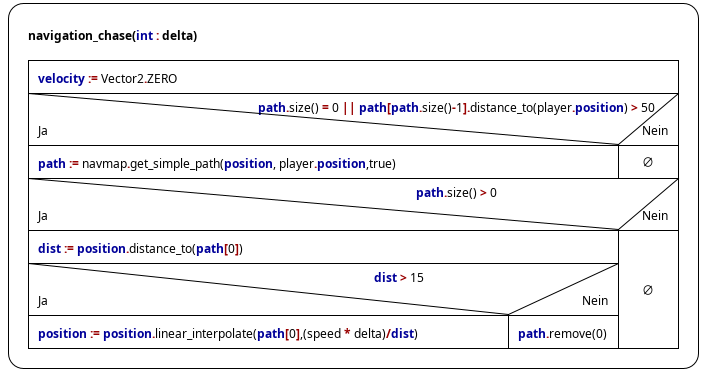 navigation_chase(int : delta)
velocity := Vector2.ZERO
path.size() = 0 || path[path.size()-1].distance_to(player.position) > 50
Ja
Nein
path := navmap.get_simple_path(position, player.position,true)
∅
path.size() > 0
Ja
Nein
dist := position.distance_to(path[0])
dist > 15
∅
Ja
Nein
position := position.linear_interpolate(path[0],(speed * delta)/dist)
path.remove(0)